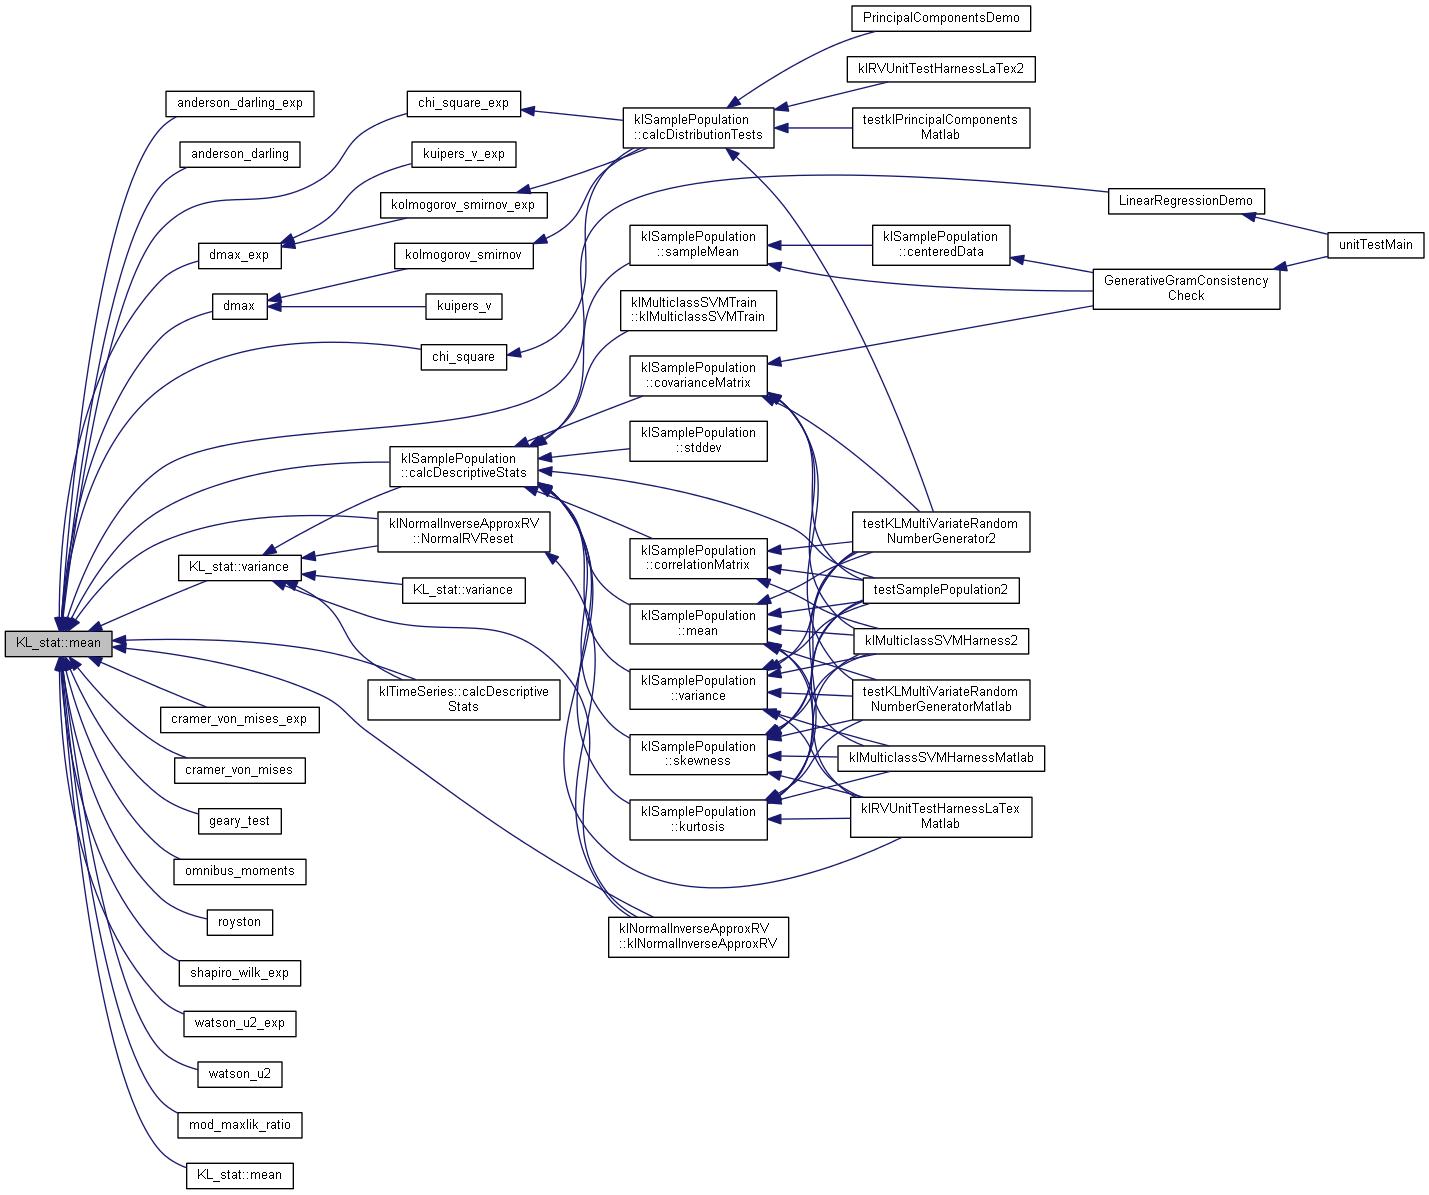 PrincipalComponentsDemo
klRVUnitTestHarnessLaTex2
anderson_darling_exp
chi_square_exp
klSamplePopulation
::calcDistributionTests
testklPrincipalComponents
Matlab
anderson_darling
kuipers_v_exp
kolmogorov_smirnov_exp
LinearRegressionDemo
dmax_exp
kolmogorov_smirnov
klSamplePopulation
::sampleMean
klSamplePopulation
::centeredData
unitTestMain
GenerativeGramConsistency
Check
dmax
kuipers_v
klMulticlassSVMTrain
::klMulticlassSVMTrain
chi_square
klSamplePopulation
::covarianceMatrix
klSamplePopulation
::stddev
klSamplePopulation
::calcDescriptiveStats
klNormalInverseApproxRV
::NormalRVReset
testKLMultiVariateRandom
NumberGenerator2
KL_stat::variance
klSamplePopulation
::correlationMatrix
KL_stat::variance
testSamplePopulation2
klSamplePopulation
::mean
KL_stat::mean
klMulticlassSVMHarness2
klSamplePopulation
::variance
klTimeSeries::calcDescriptive
Stats
testKLMultiVariateRandom
NumberGeneratorMatlab
cramer_von_mises_exp
klSamplePopulation
::skewness
klMulticlassSVMHarnessMatlab
cramer_von_mises
klSamplePopulation
::kurtosis
klRVUnitTestHarnessLaTex
Matlab
geary_test
omnibus_moments
royston
klNormalInverseApproxRV
::klNormalInverseApproxRV
shapiro_wilk_exp
watson_u2_exp
watson_u2
mod_maxlik_ratio
KL_stat::mean